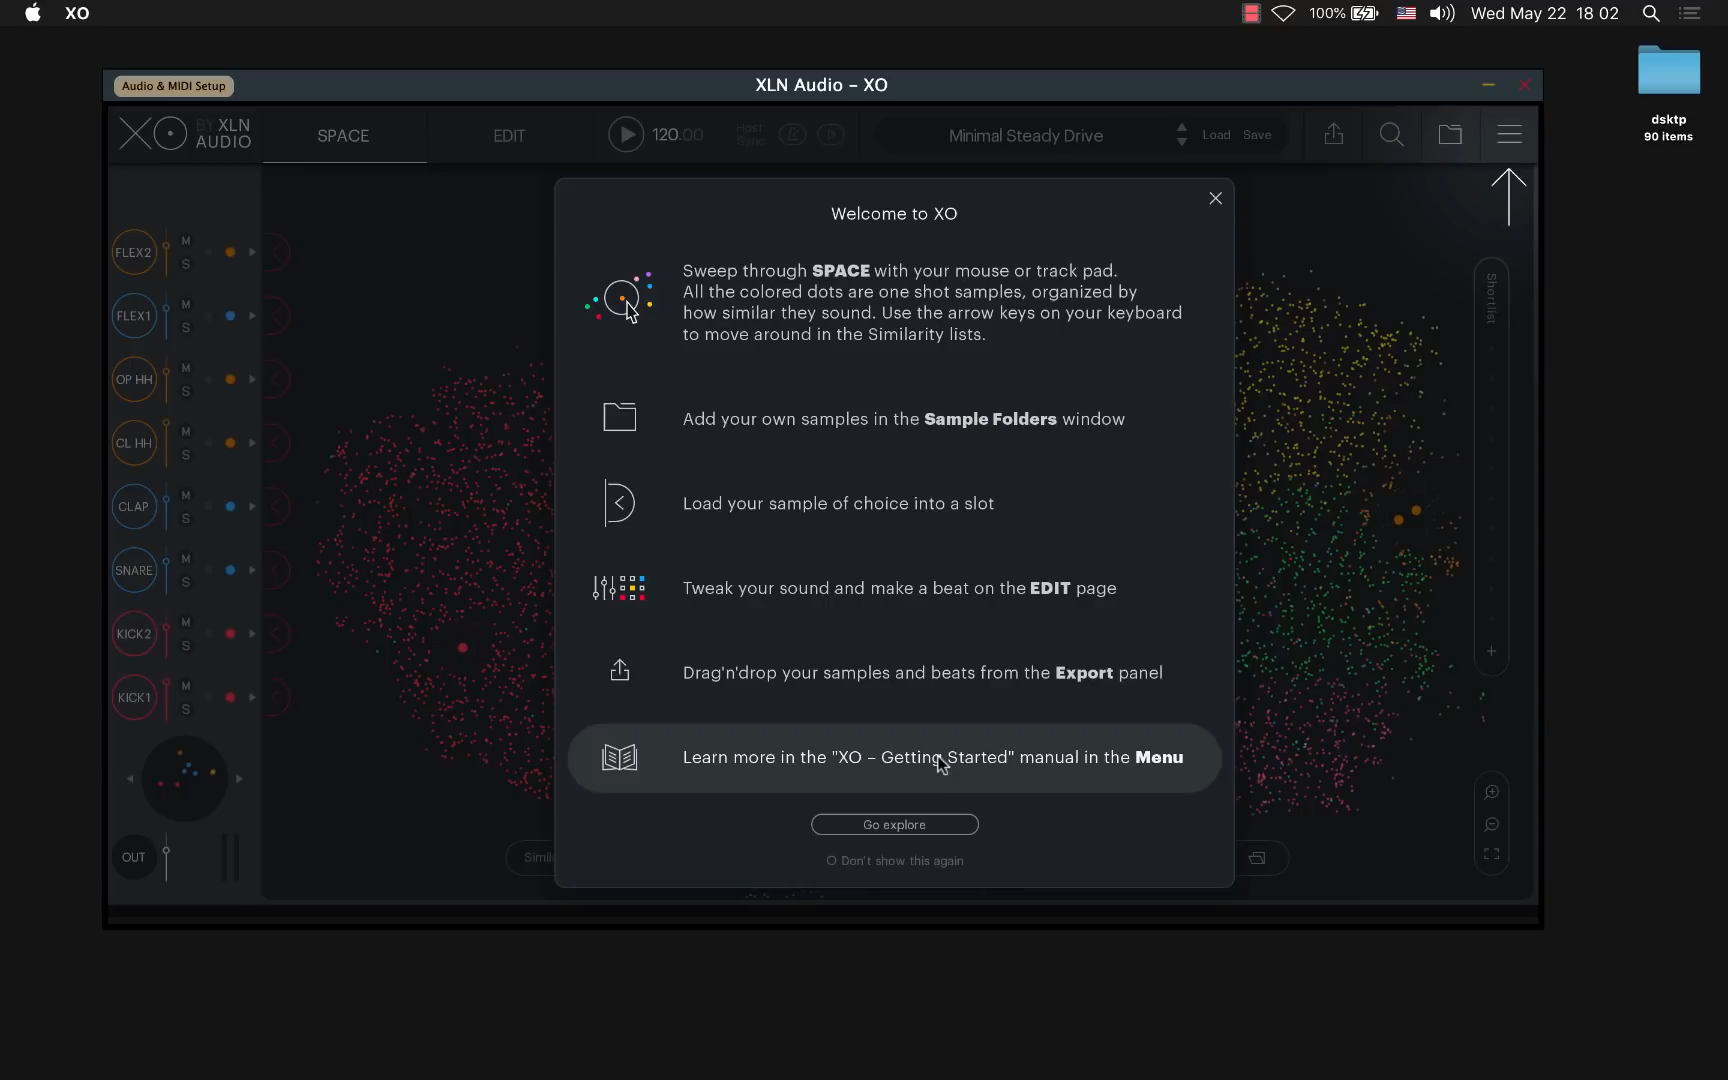 XO
100%
Wed May 22 18 02
dsktp
90 items
Audio & MIDI Setup
XLN Audio – XO
XO BY XLN AUDIO
SPACE
EDIT
120.00
Host Sync
Minimal Steady Drive
Load
Save
Welcome to XO
Sweep through SPACE with your mouse or track pad.
All the colored dots are one shot samples, organized by
how similar they sound. Use the arrow keys on your keyboard
to move around in the Similarity lists.
Add your own samples in the Sample Folders window
Load your sample of choice into a slot
Tweak your sound and make a beat on the EDIT page
Drag'n'drop your samples and beats from the Export panel
Learn more in the "XO – Getting Started" manual in the Menu
Go explore
Don't show this again
FLEX2 M S
FLEX1 M S
OP HH M S
CL HH M S
CLAP M S
SNARE M S
KICK2 M S
KICK1 M S
OUT
Simil
Shortlist